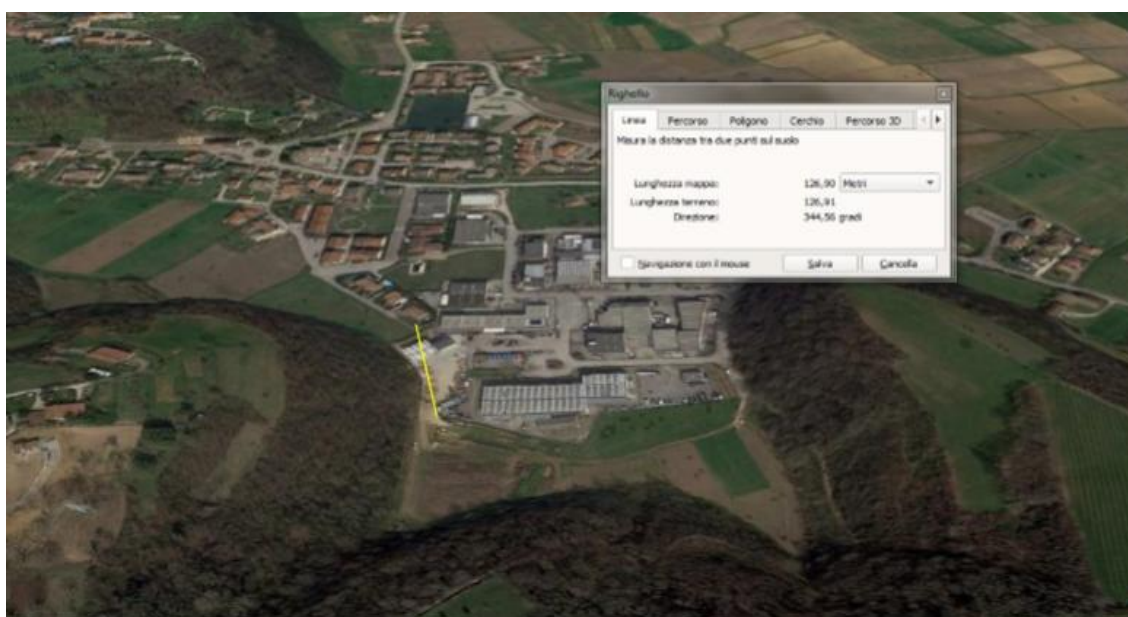 Righello
Linea Percorso Poligono Cerchio Percorso 3D
Misura la distanza tra due punti sul suolo
Lunghezza mappa: 126,90 Metri
Lunghezza terreno: 126,91
Direzione: 344,56 gradi
Navigazione con il mouse Salva Cancella